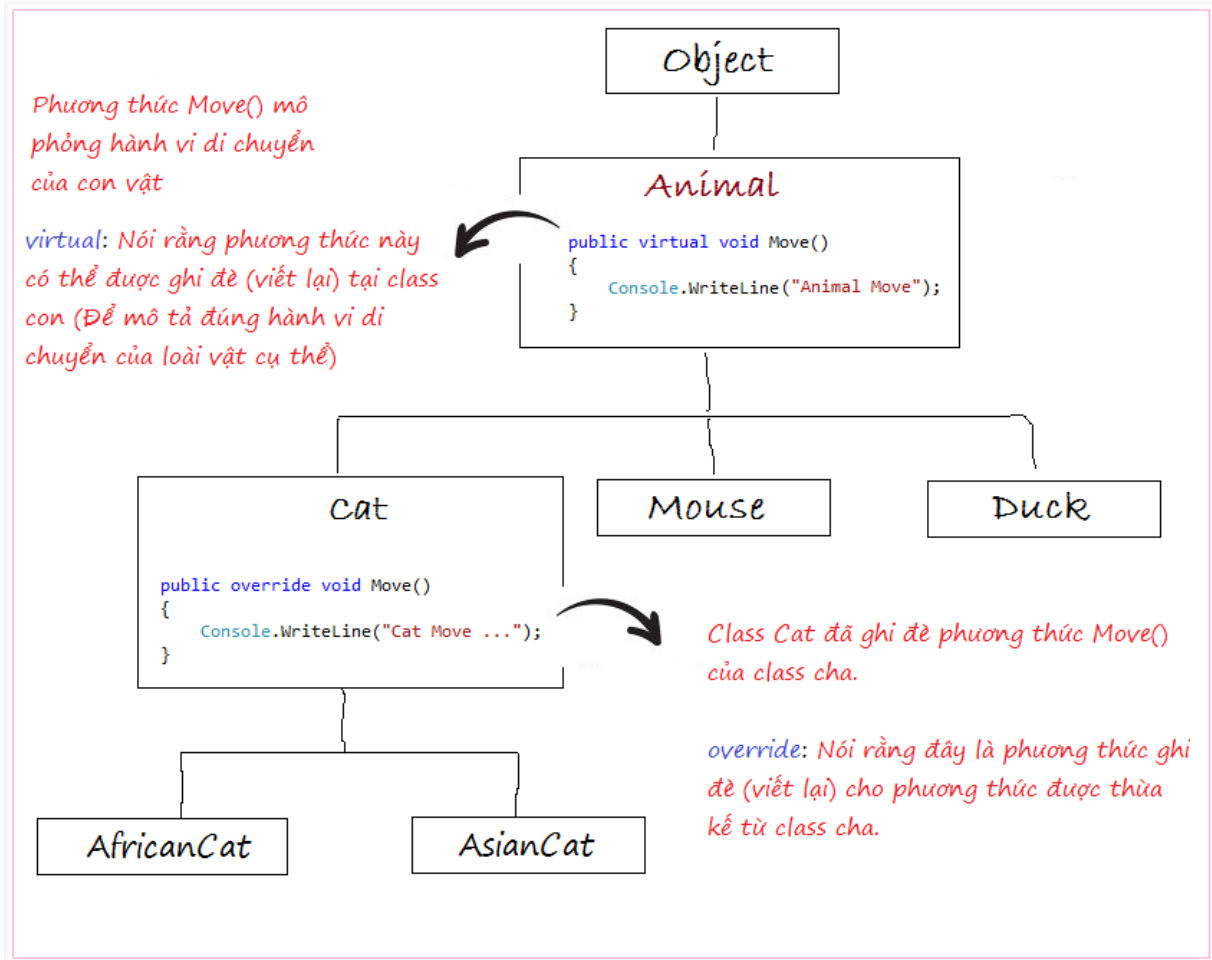 Object
Phương thức Move() mô
phỏng hành vi di chuyển
của con vật
virtual: Nói rằng phương thức này
có thể được ghi đè (viết lại) tại class
con (Để mô tả đúng hành vi di
chuyển của loài vật cụ thể)
Animal
public virtual void Move()
{
Console.WriteLine("Animal Move");
}
Cat
public override void Move()
{
Console.WriteLine("Cat Move ...");
}
Mouse
Duck
Class Cat đã ghi đè phương thức Move()
của class cha.
override: Nói rằng đây là phương thức ghi
đè (viết lại) cho phương thức được thừa
kế từ class cha.
AfricanCat
AsianCat